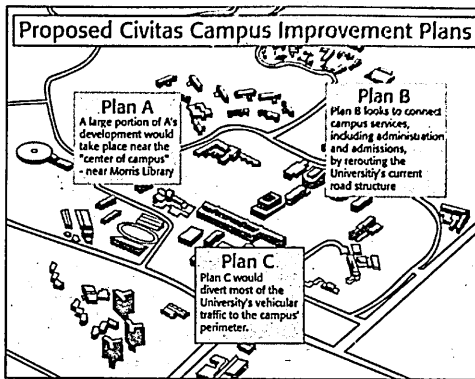 Proposed Civitas Campus Improvement Plans
Plan A
A large portion of A's
development would
take place near the
"center of campus"
- near Morris Library
Plan B
Plan B looks to connect
campus services,
including administration
and admissions,
by rerouting the
Universitiy's current
road structure
Plan C
Plan C would
divert most of the
University's vehicular
traffic to the campus'
perimeter.